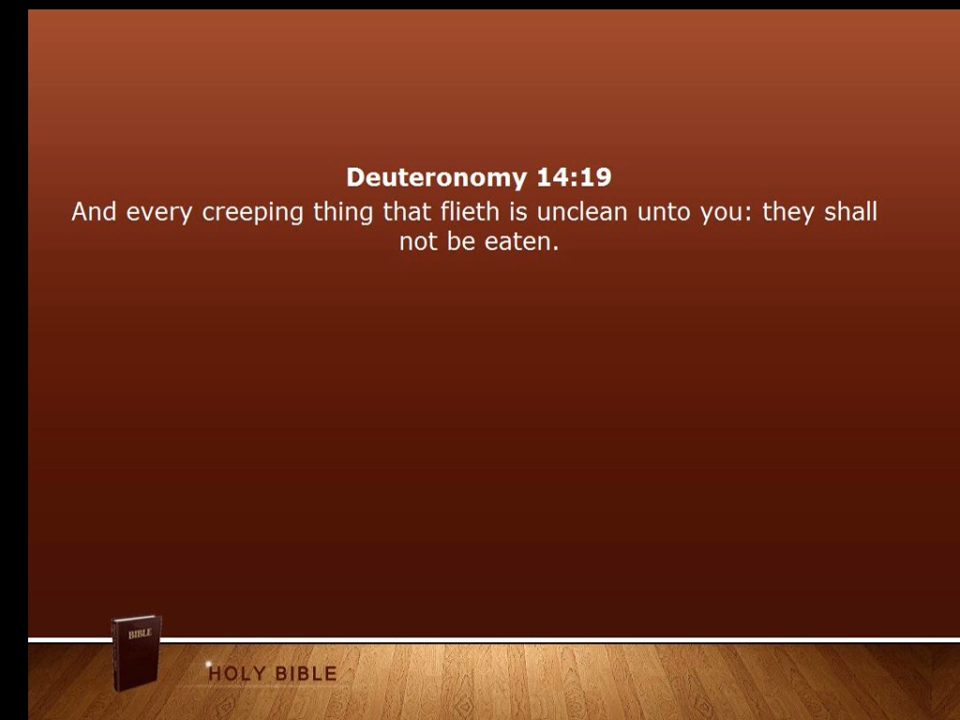 Deuteronomy 14:19
And every creeping thing that flieth is unclean unto you: they shall
not be eaten.
BIBLE
HOLY BIBLE